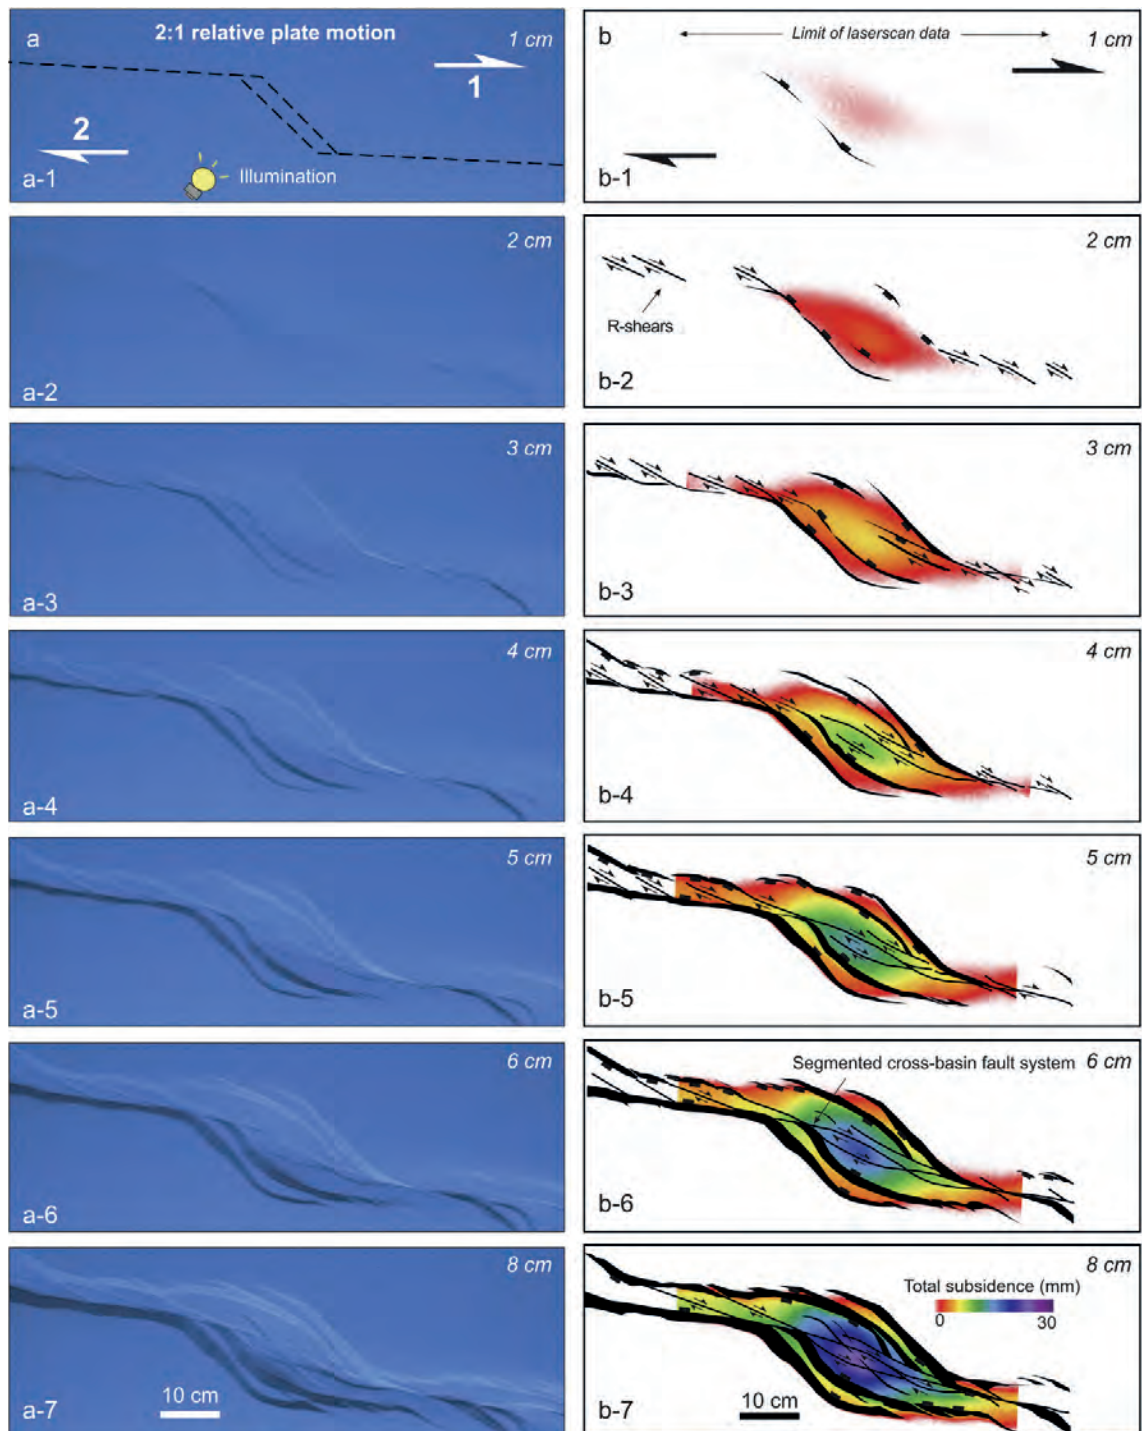 a
2:1 relative plate motion
1 cm
1
2
Illumination
a-1
b
Limit of laserscan data
1 cm
b-1
2 cm
a-2
2 cm
R-shears
b-2
3 cm
a-3
3 cm
b-3
4 cm
a-4
4 cm
b-4
5 cm
a-5
5 cm
b-5
6 cm
a-6
Segmented cross-basin fault system
6 cm
b-6
8 cm
10 cm
a-7
8 cm
Total subsidence (mm)
0 30
10 cm
b-7